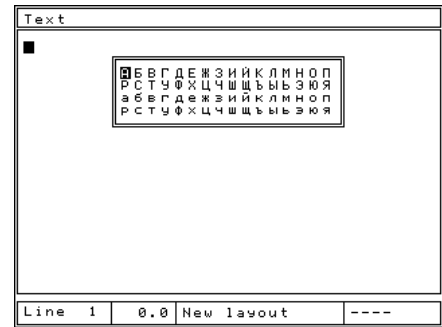 Text
АБВГДЕЖЗИЙКЛМНОП
РСТУФХЦЧШЩЪЫЬЭЮЯ
абвгдежзийклмноп
рстуфхцчшщъыьэюя
Line 1 0.0 New layout ----